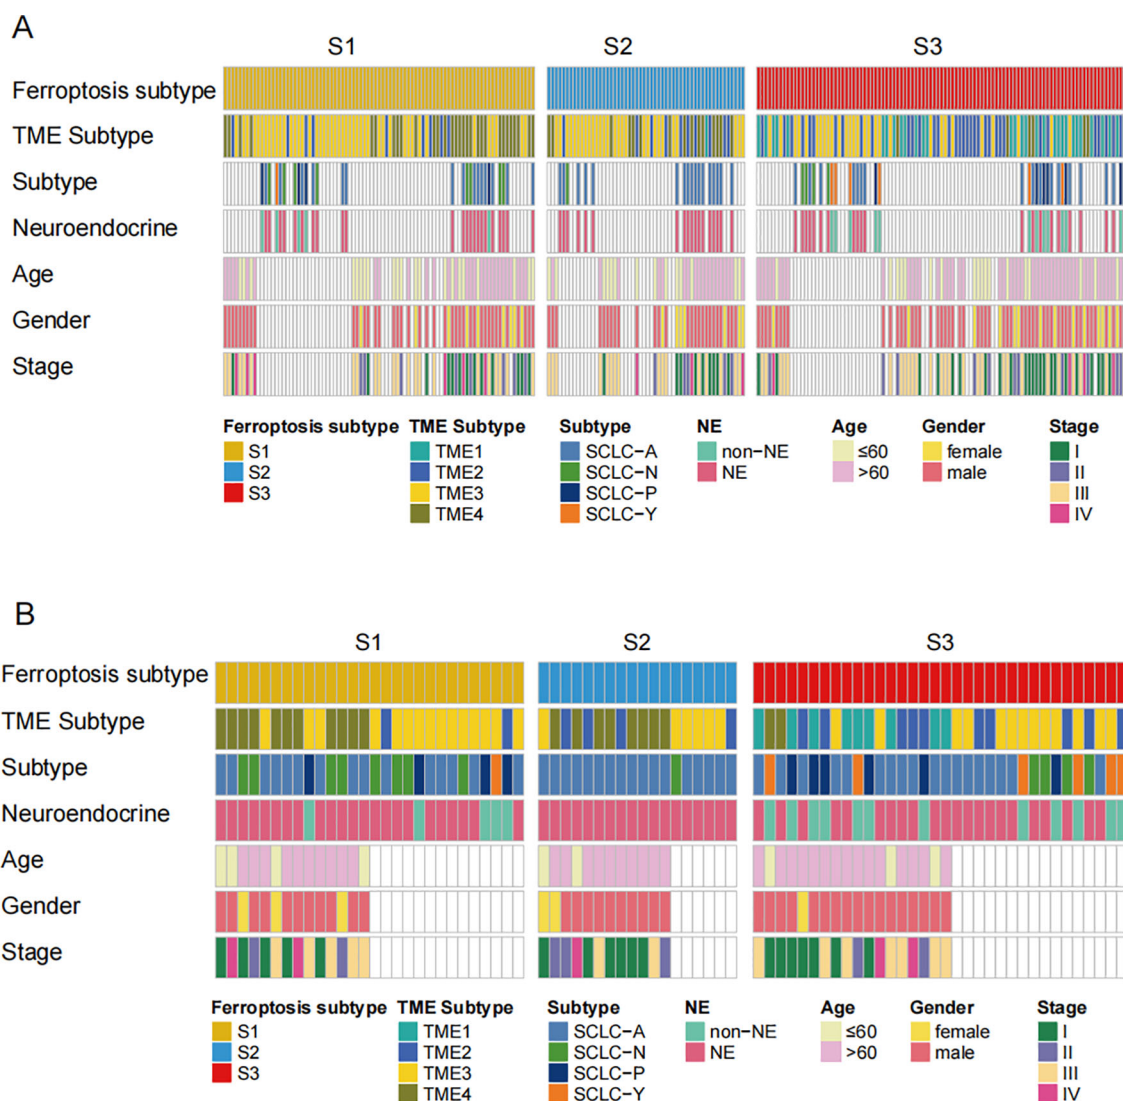 A
S1 S2 S3
Ferroptosis subtype
TME Subtype
Subtype
Neuroendocrine
Age
Gender
Stage
Ferroptosis subtype TME Subtype Subtype NE Age Gender Stage
S1 TME1 SCLC−A non−NE ≤60 female I
S2 TME2 SCLC−N NE >60 male II
S3 TME3 SCLC−P III
TME4 SCLC−Y IV
B
S1 S2 S3
Ferroptosis subtype
TME Subtype
Subtype
Neuroendocrine
Age
Gender
Stage
Ferroptosis subtype TME Subtype Subtype NE Age Gender Stage
S1 TME1 SCLC−A non−NE ≤60 female I
S2 TME2 SCLC−N NE >60 male II
S3 TME3 SCLC−P III
TME4 SCLC−Y IV